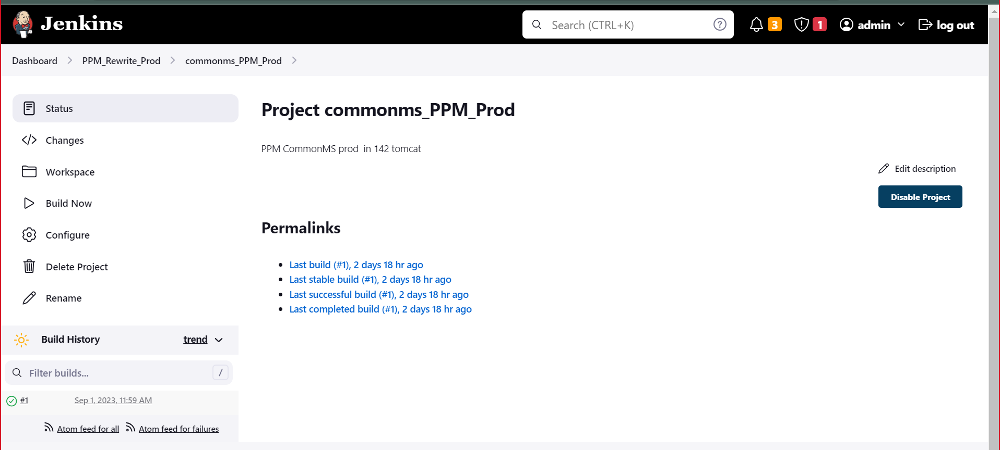 Jenkins
Search (CTRL+K)
3
1
admin
log out
Dashboard
PPM_Rewrite_Prod
commonms_PPM_Prod
Status
Changes
Workspace
Build Now
Configure
Delete Project
Rename
Build History
trend
Filter builds...
/
#1
Sep 1, 2023, 11:59 AM
Atom feed for all
Atom feed for failures
Project commonms_PPM_Prod
PPM CommonMS prod  in 142 tomcat
Edit description
Disable Project
Permalinks
Last build (#1), 2 days 18 hr ago
Last stable build (#1), 2 days 18 hr ago
Last successful build (#1), 2 days 18 hr ago
Last completed build (#1), 2 days 18 hr ago